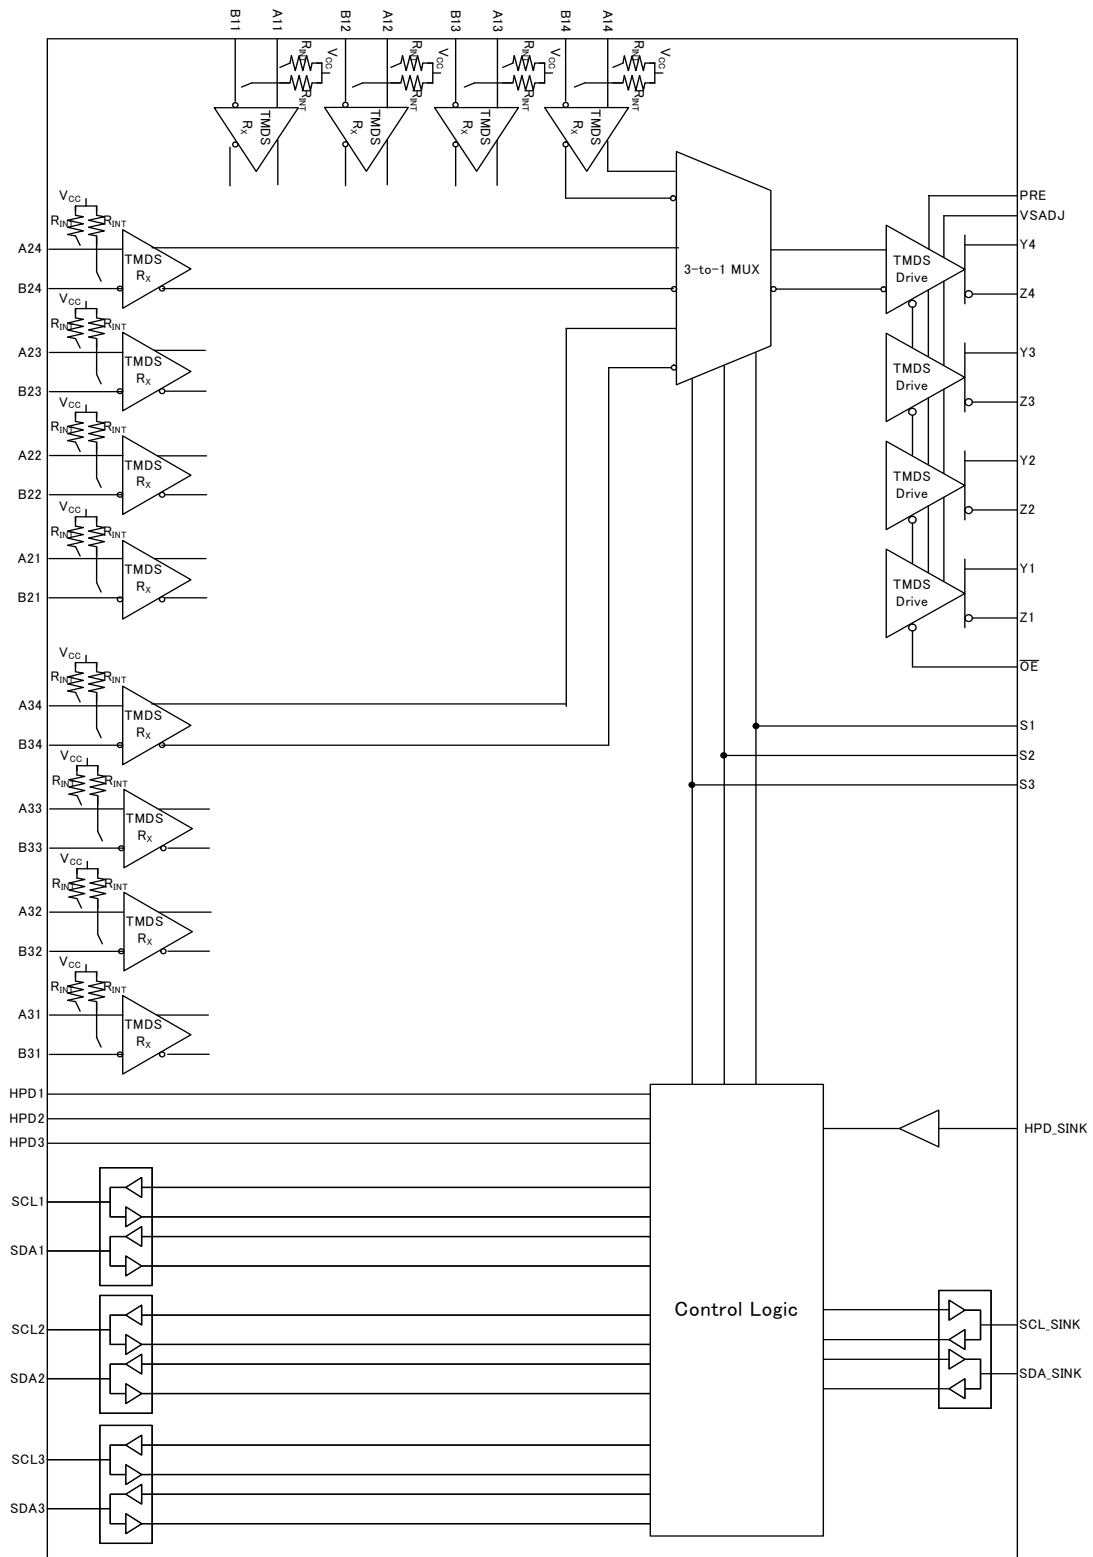 B11 A11 B12 A12 B13 A13 B14 A14
RINT VCC RINT VCC RINT VCC RINT VCC
RINT RINT RINT RINT
TMDS RX TMDS RX TMDS RX TMDS RX
VCC
RINT RINT
A24
TMDS
RX
B24
VCC
RINT RINT
A23
TMDS
RX
B23
VCC
RINT RINT
A22
TMDS
RX
B22
VCC
RINT RINT
A21
TMDS
RX
B21
VCC
RINT RINT
A34
TMDS
RX
B34
VCC
RINT RINT
A33
TMDS
RX
B33
VCC
RINT RINT
A32
TMDS
RX
B32
VCC
RINT RINT
A31
TMDS
RX
B31
3-to-1 MUX
PRE
VSADJ
TMDS
Drive
Y4
Z4
TMDS
Drive
Y3
Z3
TMDS
Drive
Y2
Z2
TMDS
Drive
Y1
Z1
OE
S1
S2
S3
HPD1
HPD2
HPD3
SCL1
SDA1
SCL2
SDA2
SCL3
SDA3
Control Logic
HPD_SINK
SCL_SINK
SDA_SINK